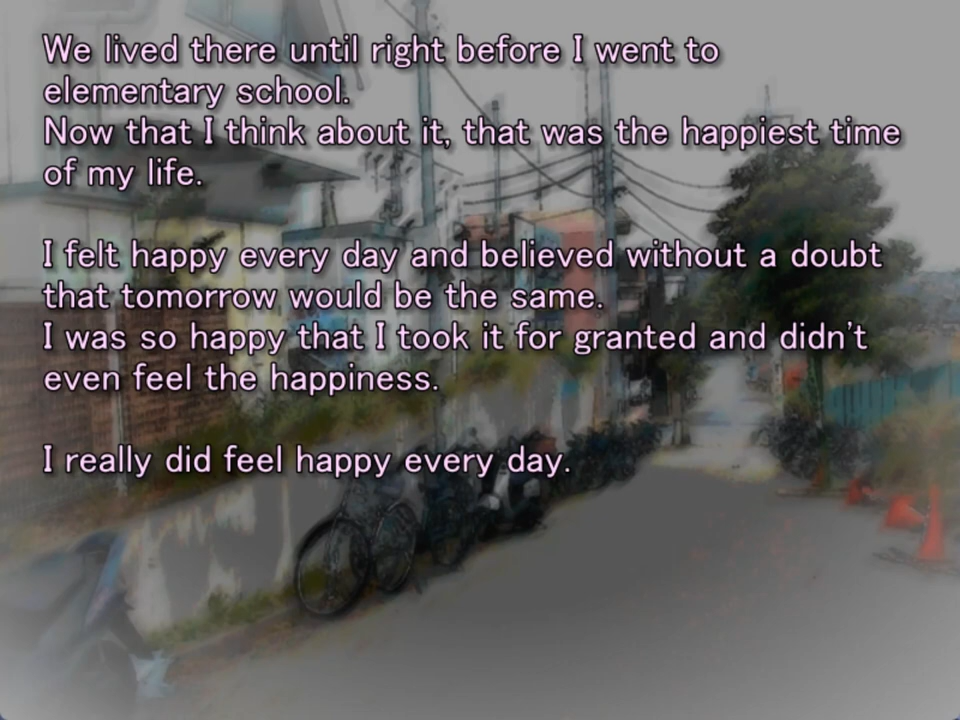 We lived there until right before I went to
elementary school.
Now that I think about it, that was the happiest time
of my life.
I felt happy every day and believed without a doubt
that tomorrow would be the same.
I was so happy that I took it for granted and didn't
even feel the happiness.
I really did feel happy every day.